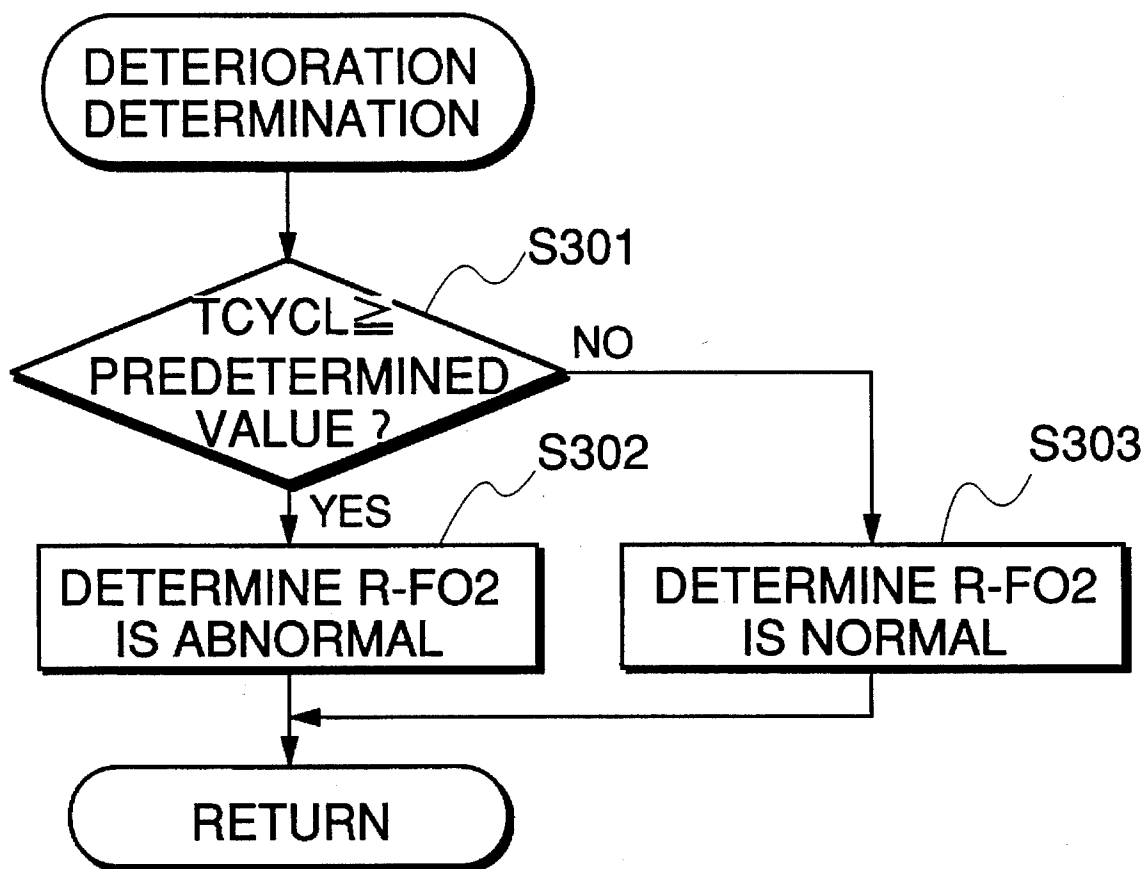 DETERIORATION
DETERMINATION
S301
TCYCL≧
PREDETERMINED
VALUE ?
NO
YES
S302
DETERMINE R-FO2
IS ABNORMAL
S303
DETERMINE R-FO2
IS NORMAL
RETURN